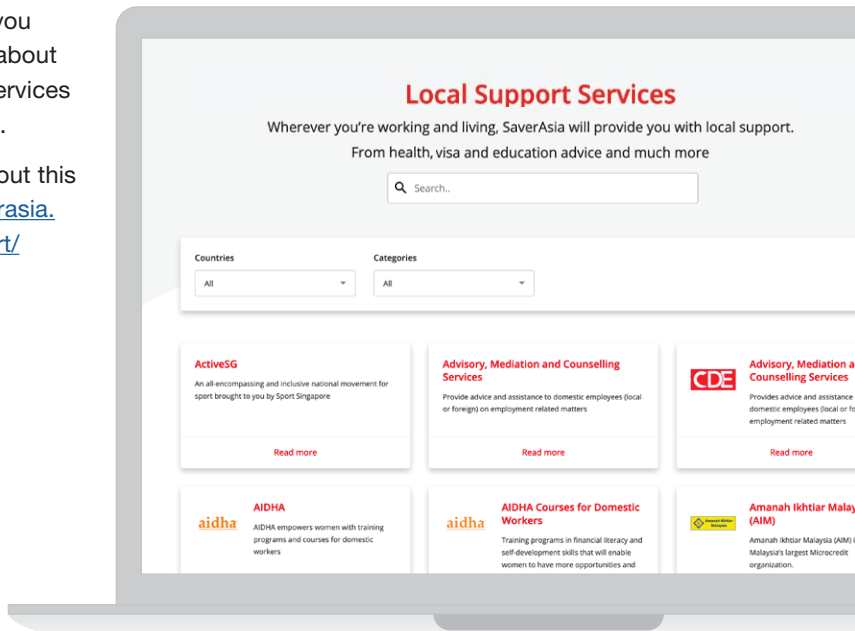 you
about
ervices
.
out this
rasia.
rt/
Local Support Services
Wherever you're working and living, SaverAsia will provide you with local support.
From health, visa and education advice and much more
Search..
Countries
Categories
All
All
ActiveSG
An all-encompassing and inclusive national movement for
sport brought to you by Sport Singapore
Read more
Advisory, Mediation and Counselling
Services
Provide advice and assistance to domestic employees (local
or foreign) on employment related matters
Read more
CDE
Advisory, Mediation a
Counselling Services
Provides advice and assistance
domestic employees (local or fo
employment related matters
Read more
aidha
AIDHA
AIDHA empowers women with training
programs and courses for domestic
workers
aidha
AIDHA Courses for Domestic
Workers
Training programs in financial literacy and
self-development skills that will enable
women to have more opportunities and
Amanah Ikhtiar
Malaysia
Amanah Ikhtiar Malay
(AIM)
Amanah Ikhtiar Malaysia (AIM) i
Malaysia's largest Microcredit
organization.